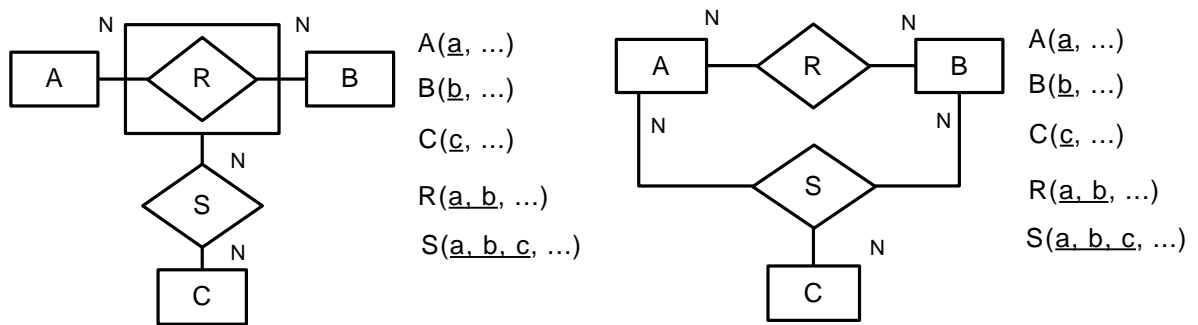 N N
A R B
N
S
N
C
A(a, …)
B(b, …)
C(c, …)
R(a, b, …)
S(a, b, c, …)
N N
A R B
N N
S
N
C
A(a, …)
B(b, …)
C(c, …)
R(a, b, …)
S(a, b, c, …)